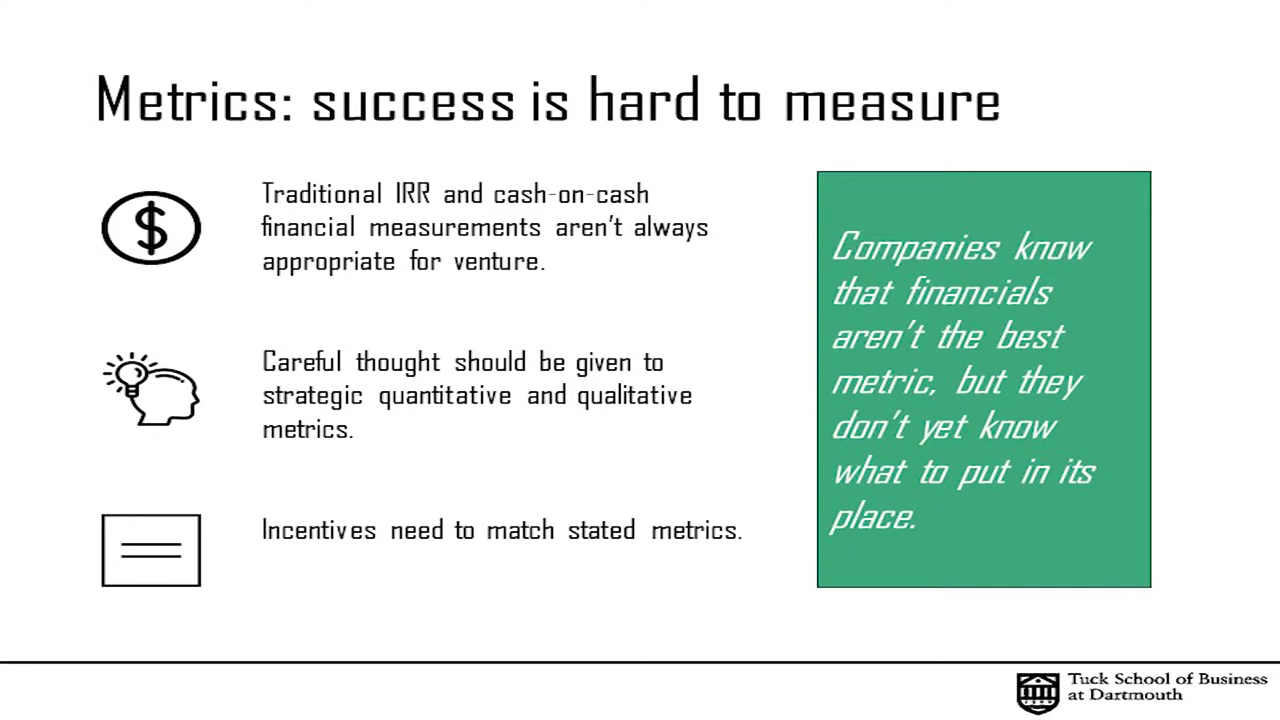 Metrics: success is hard to measure
Traditional IRR and cash-on-cash
financial measurements aren't always
appropriate for venture.
Careful thought should be given to
strategic quantitative and qualitative
metrics.
Incentives need to match stated metrics.
Companies know
that financials
aren't the best
metric, but they
don't yet know
what to put in its
place.
Tuck School of Business
at Dartmouth